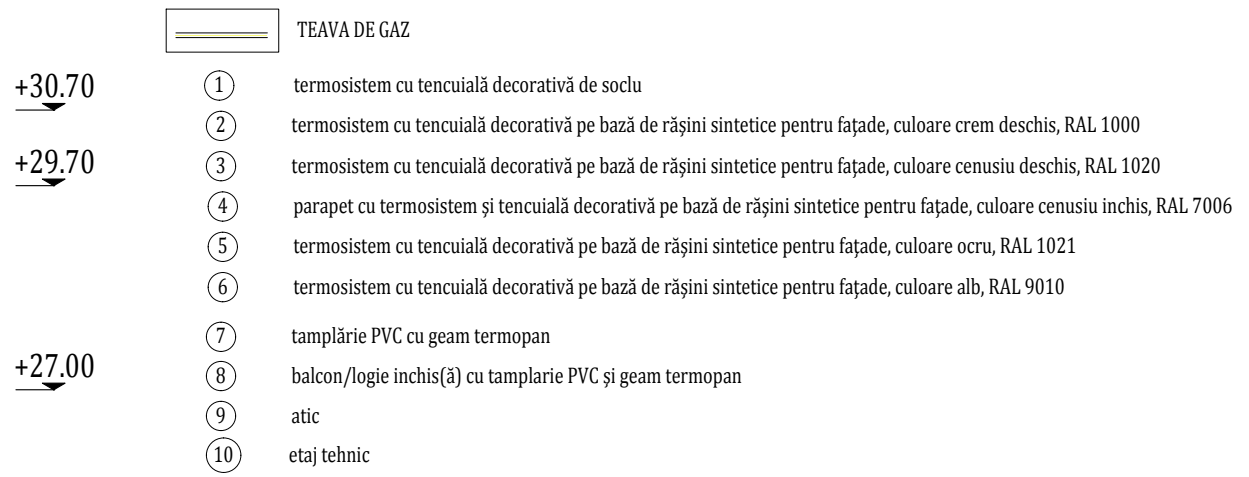 TEAVA DE GAZ
+30.70
1 termosistem cu tencuială decorativă de soclu
2 termosistem cu tencuială decorativă pe bază de rășini sintetice pentru fațade, culoare crem deschis, RAL 1000
+29.70
3 termosistem cu tencuială decorativă pe bază de rășini sintetice pentru fațade, culoare cenusiu deschis, RAL 1020
4 parapet cu termosistem și tencuială decorativă pe bază de rășini sintetice pentru fațade, culoare cenusiu inchis, RAL 7006
5 termosistem cu tencuială decorativă pe bază de rășini sintetice pentru fațade, culoare ocru, RAL 1021
6 termosistem cu tencuială decorativă pe bază de rășini sintetice pentru fațade, culoare alb, RAL 9010
7 tamplărie PVC cu geam termopan
+27.00
8 balcon/logie inchis(ă) cu tamplarie PVC și geam termopan
9 atic
10 etaj tehnic